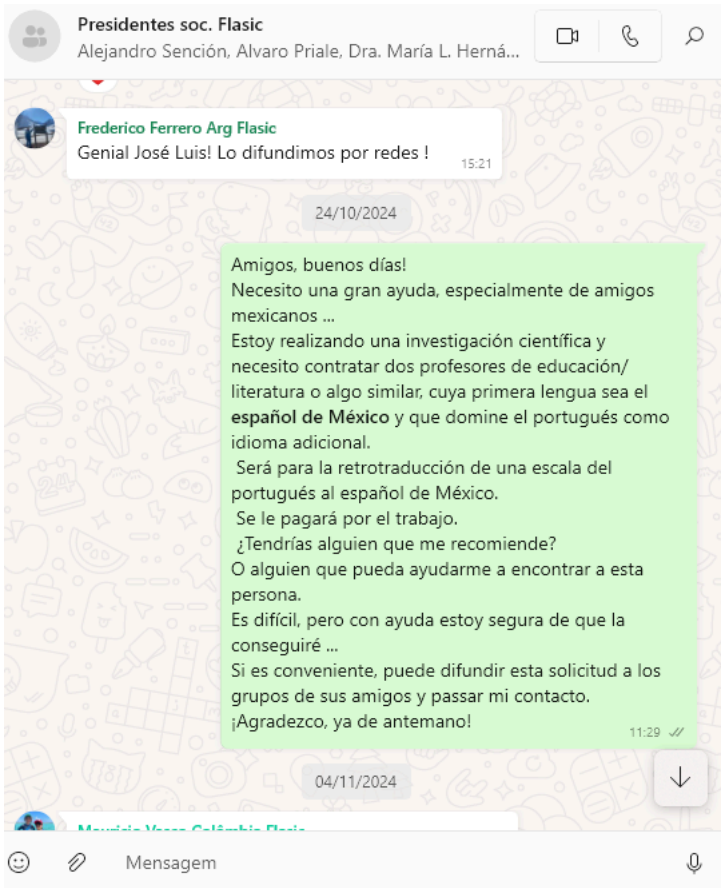 Presidentes soc. Flasic
Alejandro Sención, Alvaro Priale, Dra. María L. Herná...
Frederico Ferrero Arg Flasic
Genial José Luis! Lo difundimos por redes !
15:21
24/10/2024
Amigos, buenos días!
Necesito una gran ayuda, especialmente de amigos
mexicanos ...
Estoy realizando una investigación científica y
necesito contratar dos profesores de educación/
literatura o algo similar, cuya primera lengua sea el
español de México y que domine el portugués como
idioma adicional.
Será para la retrotraducción de una escala del
portugués al español de México.
Se le pagará por el trabajo.
¿Tendrías alguien que me recomiende?
O alguien que pueda ayudarme a encontrar a esta
persona.
Es difícil, pero con ayuda estoy segura de que la
conseguiré ...
Si es conveniente, puede difundir esta solicitud a los
grupos de sus amigos y passar mi contacto.
¡Agradezco, ya de antemano!
11:29
04/11/2024
Mensagem